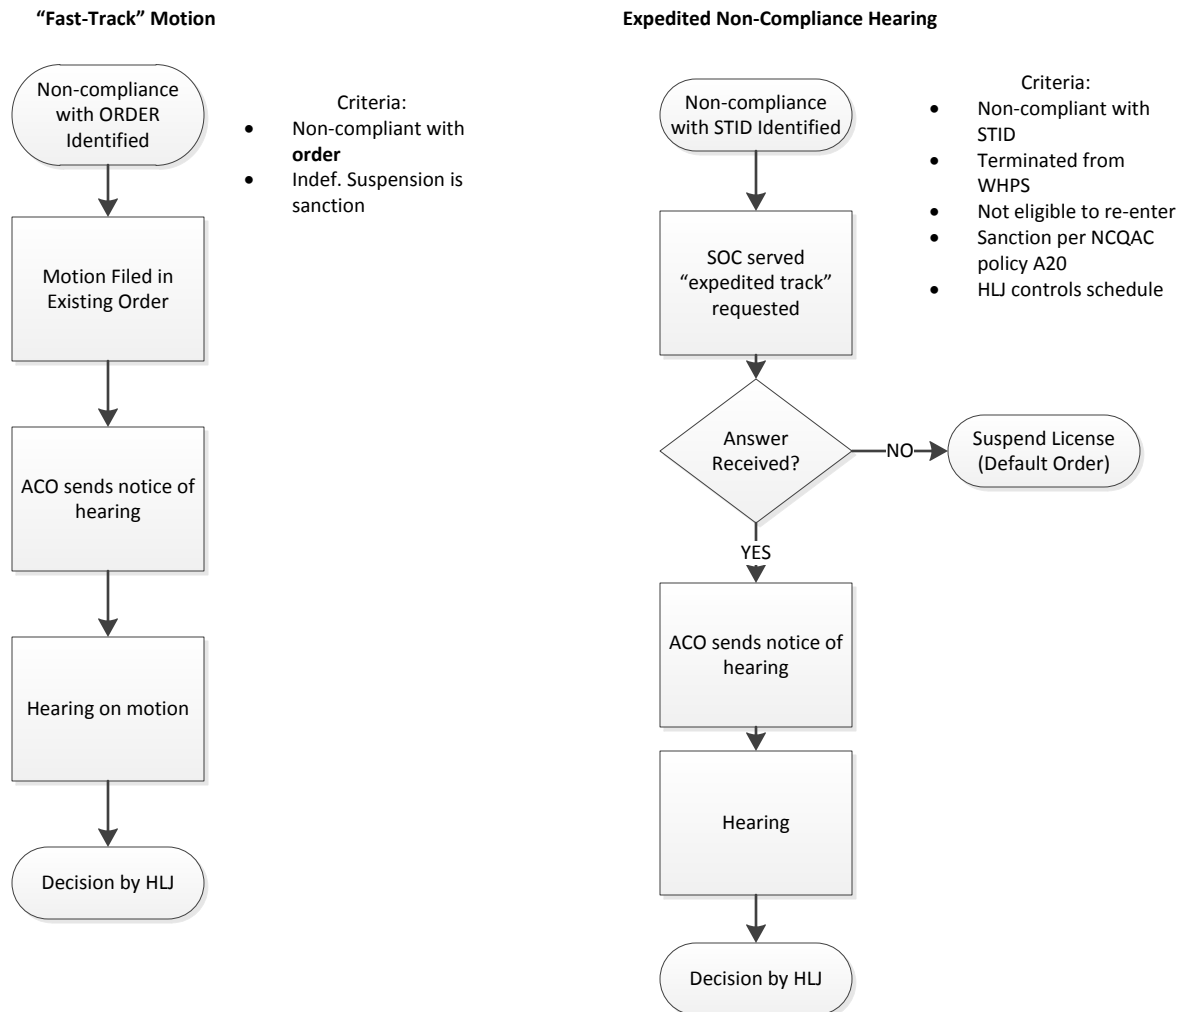 “Fast-Track” Motion
Non-compliance
with ORDER
Identified
Criteria:
• Non-compliant with
order
• Indef. Suspension is
sanction
Motion Filed in
Existing Order
ACO sends notice of
hearing
Hearing on motion
Decision by HLJ
Expedited Non-Compliance Hearing
Non-compliance
with STID Identified
Criteria:
• Non-compliant with
STID
• Terminated from
WHPS
• Not eligible to re-enter
• Sanction per NCQAC
policy A20
• HLJ controls schedule
SOC served
“expedited track”
requested
Answer
Received?
NO
Suspend License
(Default Order)
YES
ACO sends notice of
hearing
Hearing
Decision by HLJ